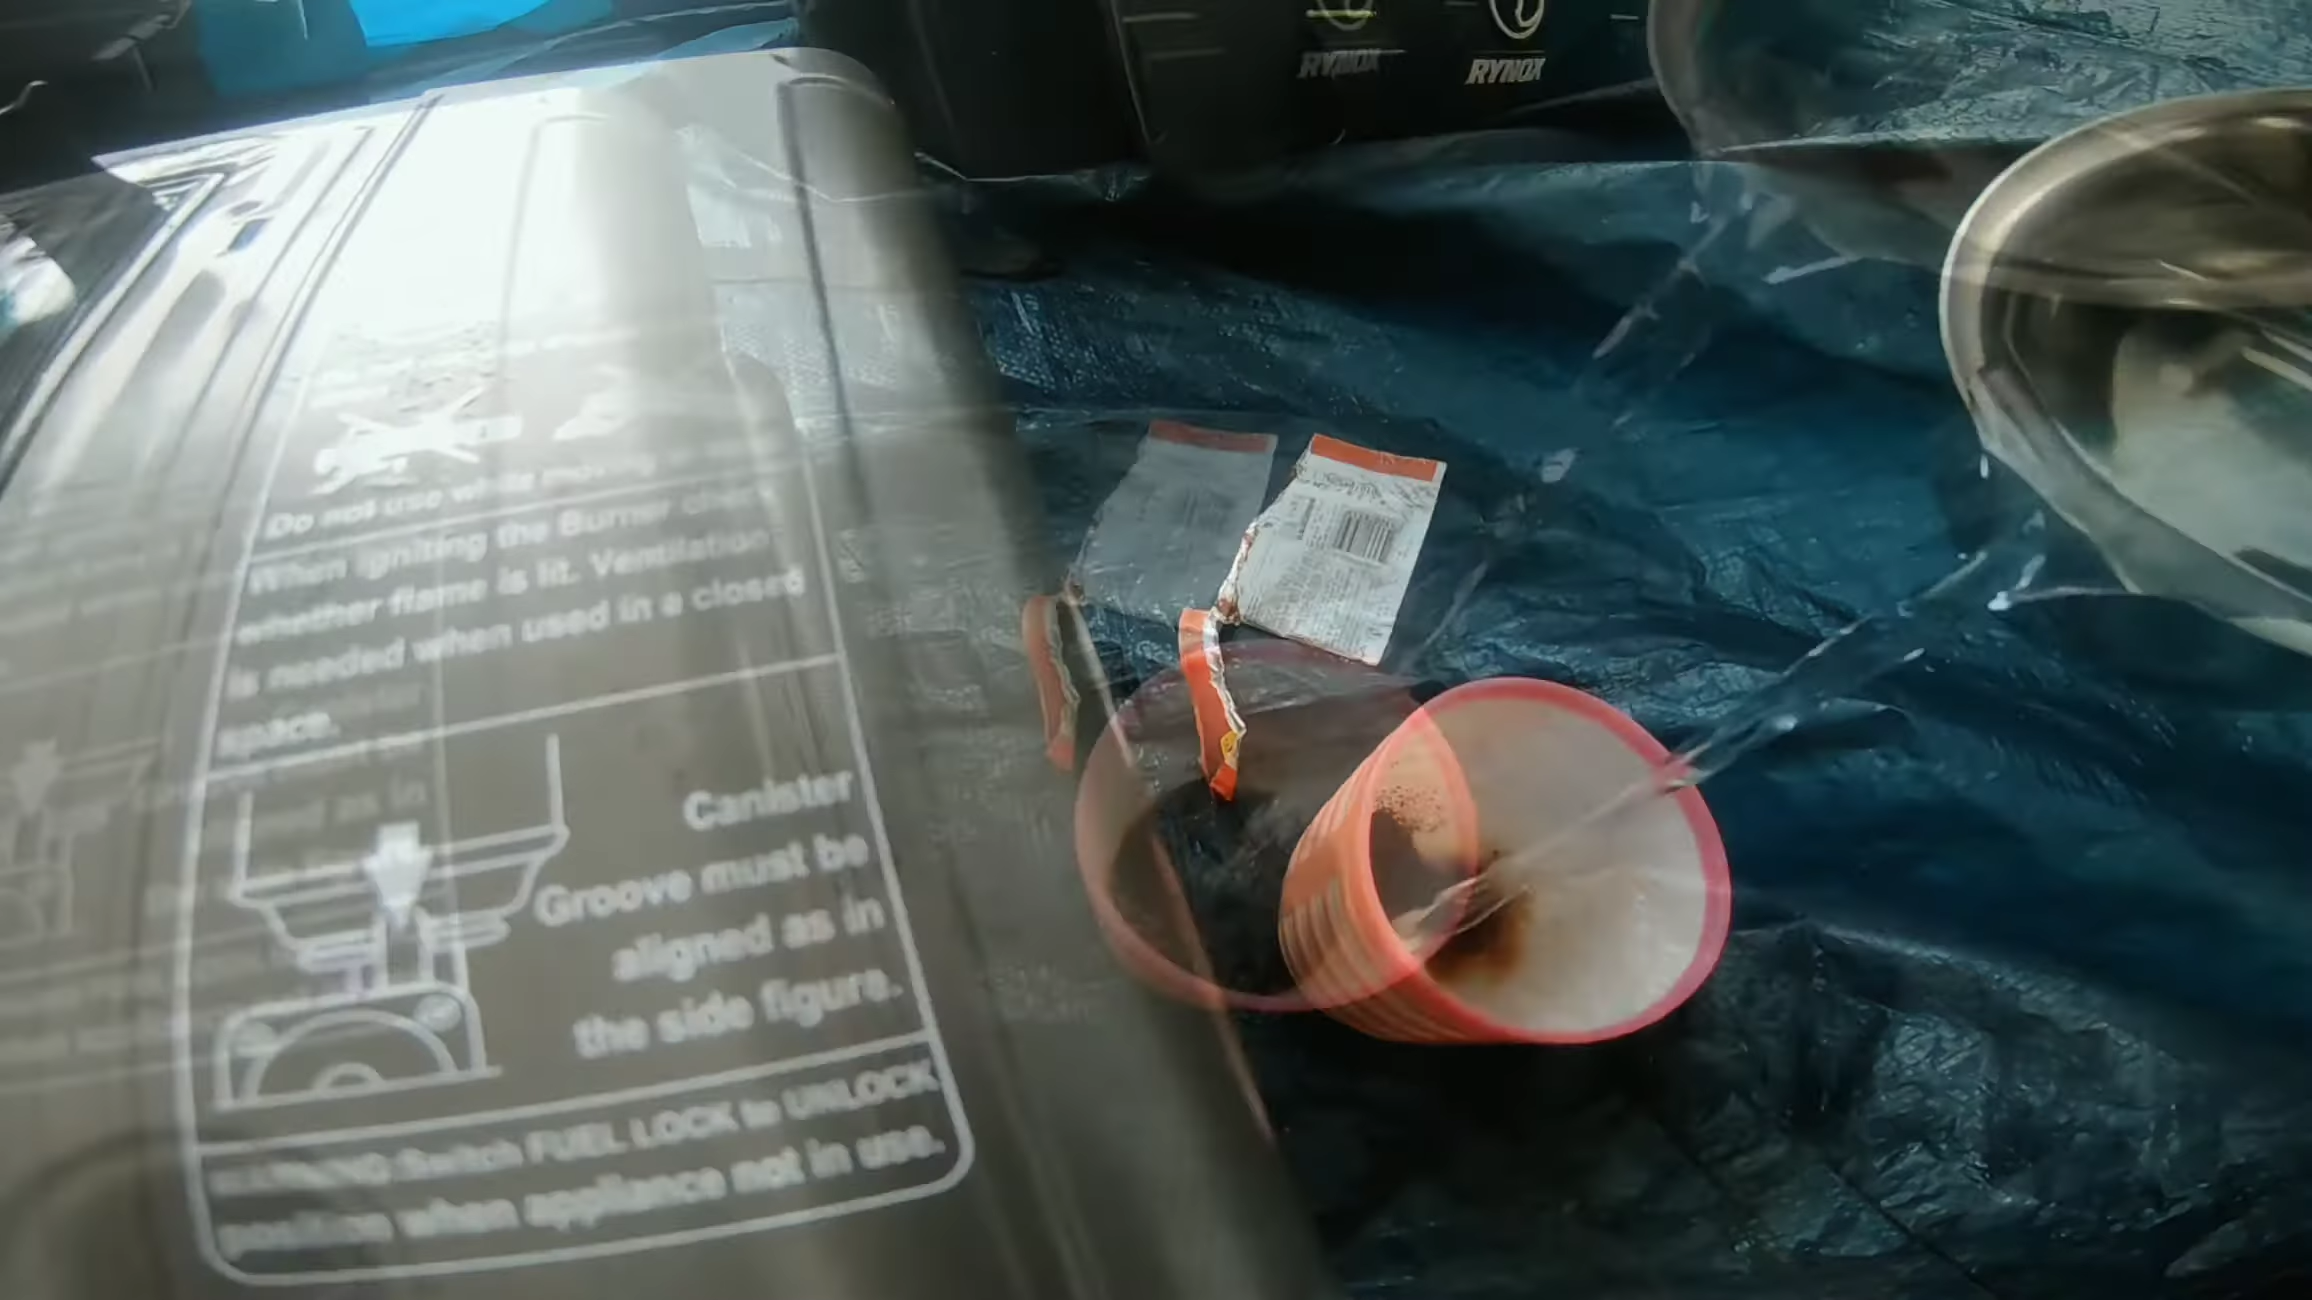 RYNOX
RYNOX
Do not use while moving
When igniting the Burner
whether flame is lit. Ventilation
is needed when used in a closed
space.
Canister
Groove must be
aligned as in
the side figure.
WARNING: Switch FUEL LOCK to UNLOCK
position when appliance not in use.